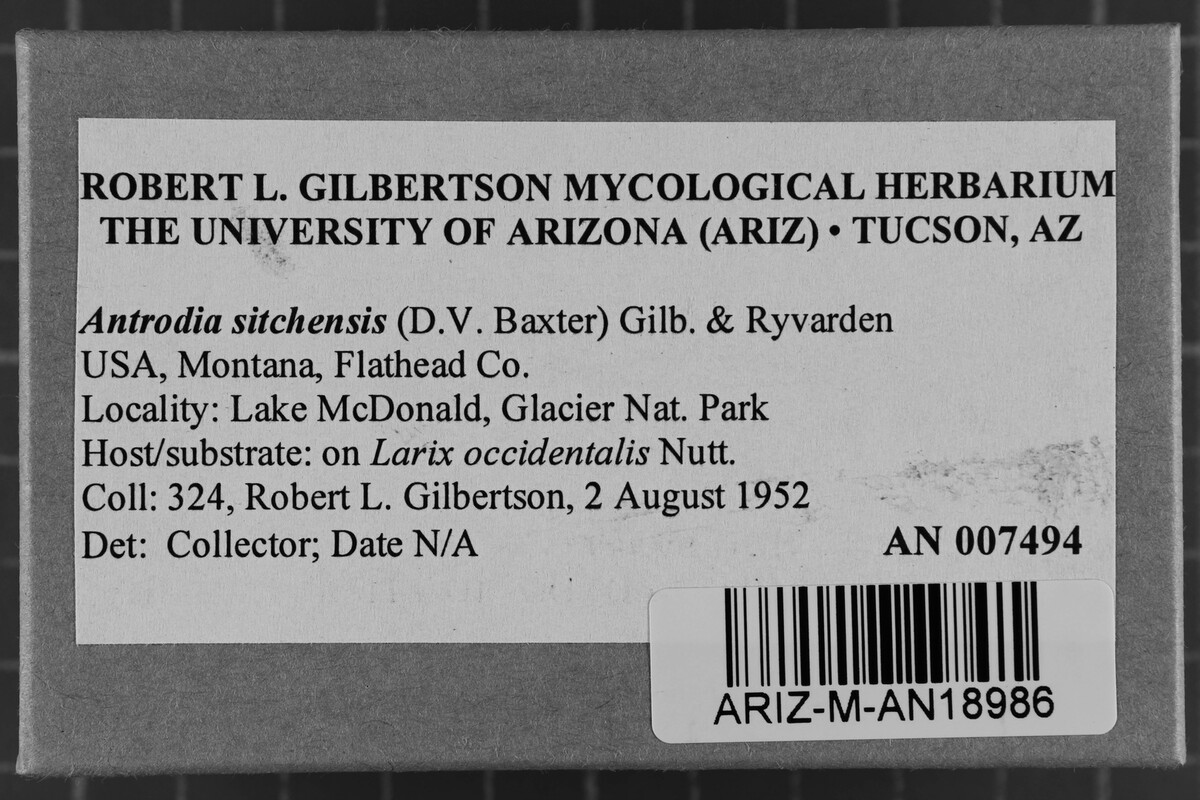 ROBERT L. GILBERTSON MYCOLOGICAL HERBARIUM
THE UNIVERSITY OF ARIZONA (ARIZ) • TUCSON, AZ
Antrodia sitchensis (D.V. Baxter) Gilb. & Ryvarden
USA, Montana, Flathead Co.
Locality: Lake McDonald, Glacier Nat. Park
Host/substrate: on Larix occidentalis Nutt.
Coll: 324, Robert L. Gilbertson, 2 August 1952
Det: Collector; Date N/A
AN 007494
ARIZ-M-AN18986